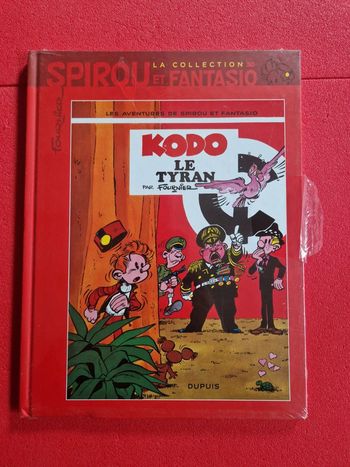 LA COLLECTION
SPIROU
ET FANTASIO
Fournier
LES AVENTURES DE SPIROU ET FANTASIO
KODO
LE
TYRAN
PAR FOURNIER
DUPUIS